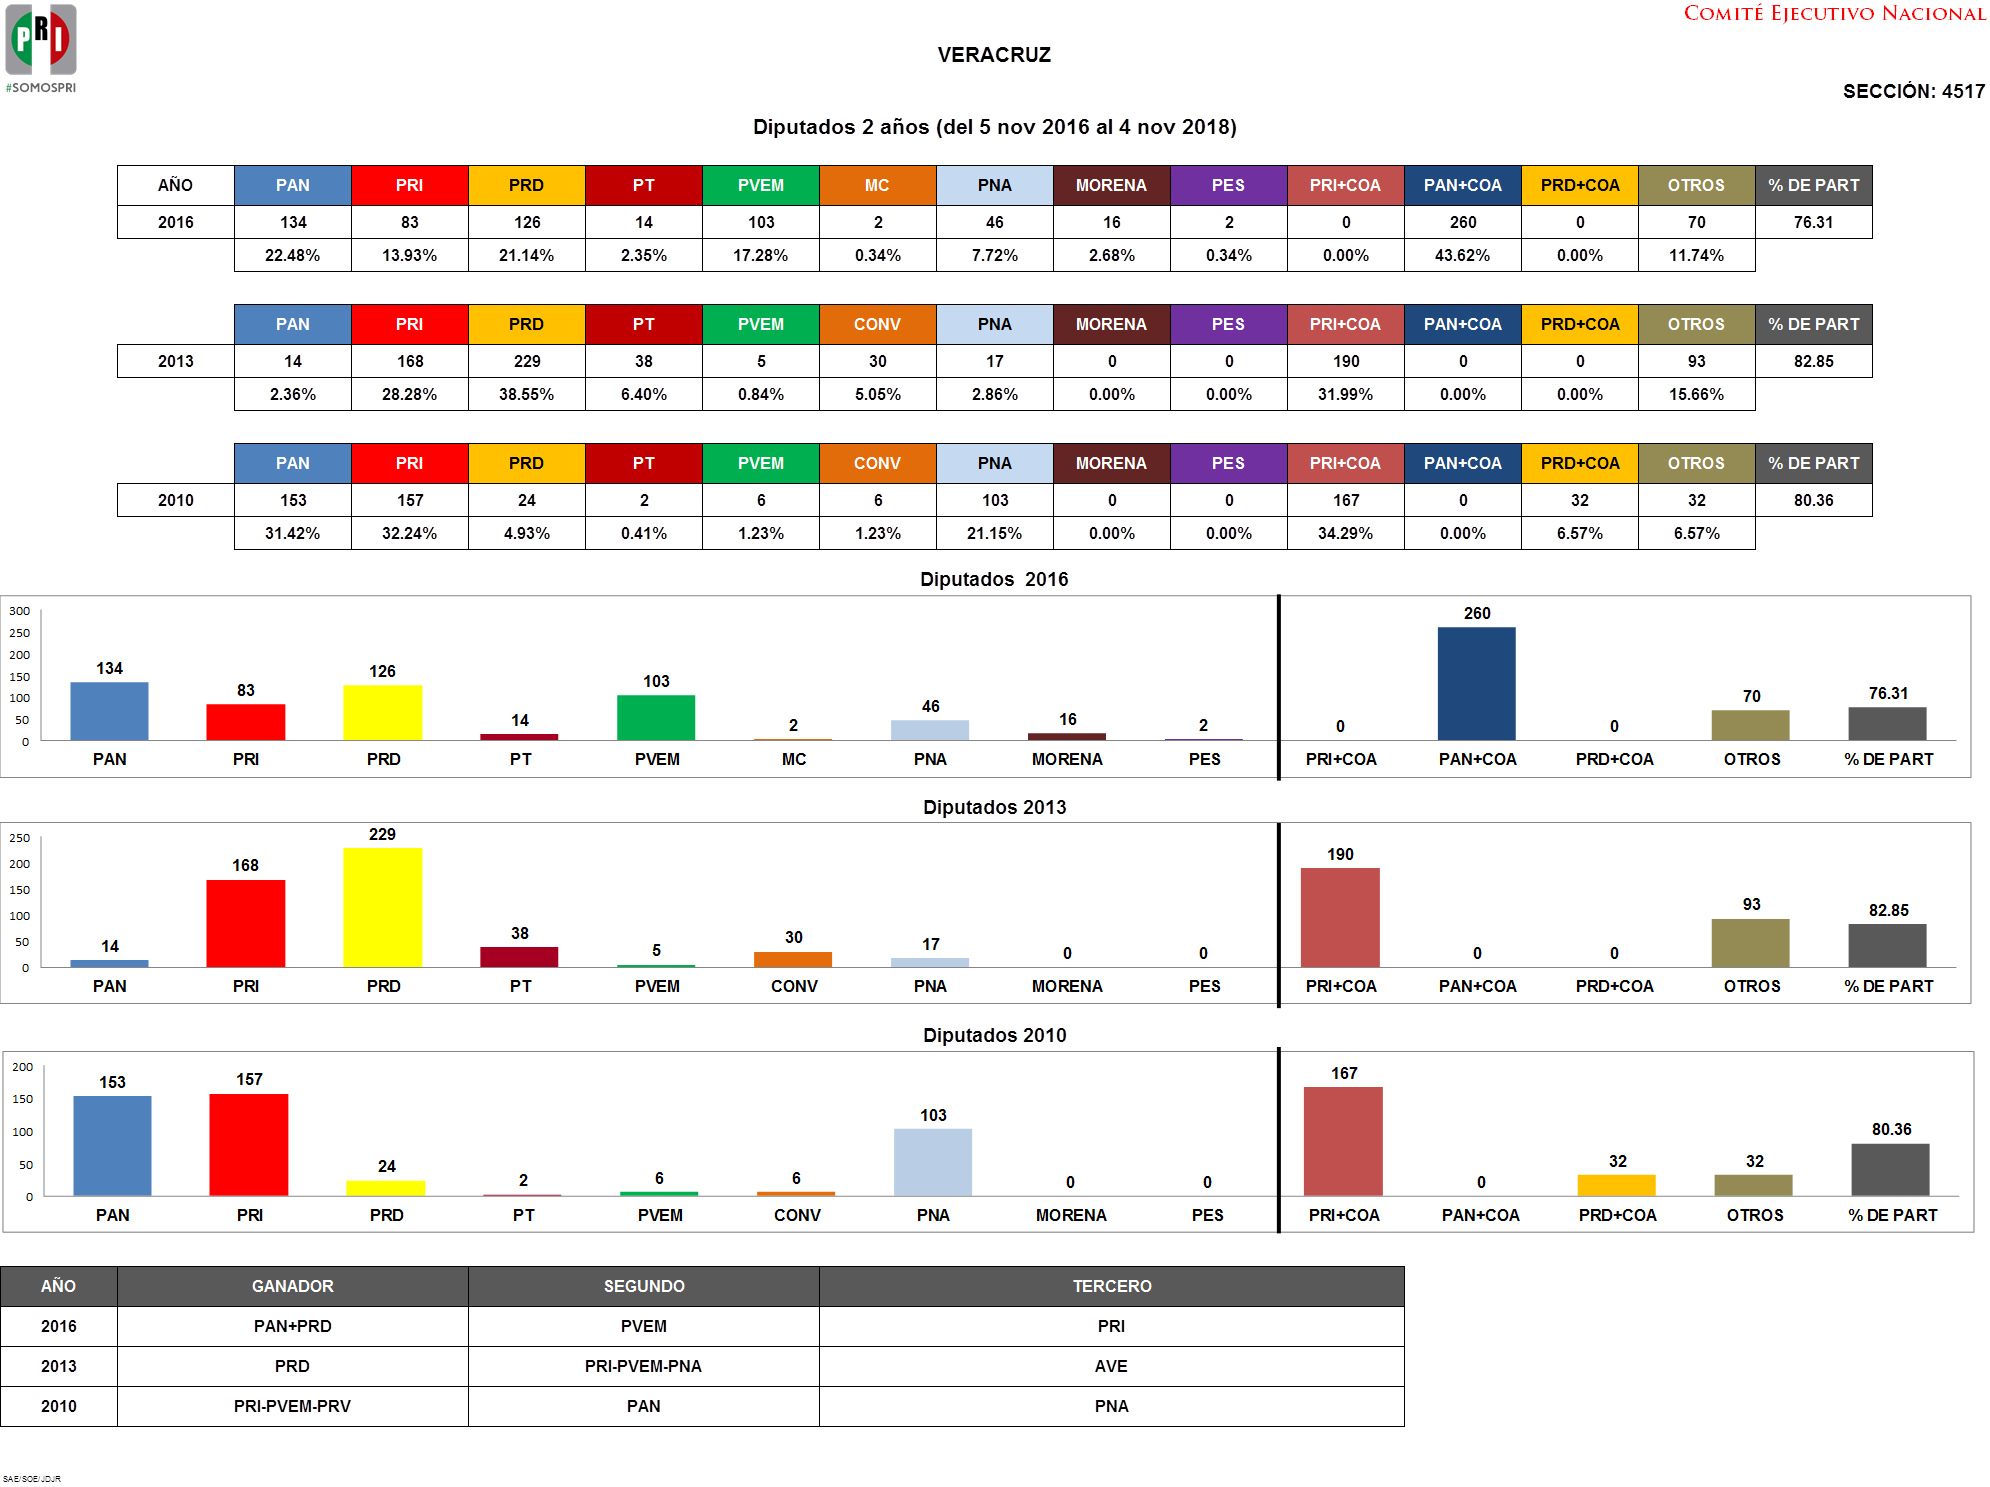 PRI
#SOMOSPRI
COMITÉ EJECUTIVO NACIONAL
VERACRUZ
SECCIÓN: 4517
Diputados 2 años (del 5 nov 2016 al 4 nov 2018)
AÑO PAN PRI PRD PT PVEM MC PNA MORENA PES PRI+COA PAN+COA PRD+COA OTROS % DE PART
2016 134 83 126 14 103 2 46 16 2 0 260 0 70 76.31
22.48% 13.93% 21.14% 2.35% 17.28% 0.34% 7.72% 2.68% 0.34% 0.00% 43.62% 0.00% 11.74%
PAN PRI PRD PT PVEM CONV PNA MORENA PES PRI+COA PAN+COA PRD+COA OTROS % DE PART
2013 14 168 229 38 5 30 17 0 0 190 0 0 93 82.85
2.36% 28.28% 38.55% 6.40% 0.84% 5.05% 2.86% 0.00% 0.00% 31.99% 0.00% 0.00% 15.66%
PAN PRI PRD PT PVEM CONV PNA MORENA PES PRI+COA PAN+COA PRD+COA OTROS % DE PART
2010 153 157 24 2 6 6 103 0 0 167 0 32 32 80.36
31.42% 32.24% 4.93% 0.41% 1.23% 1.23% 21.15% 0.00% 0.00% 34.29% 0.00% 6.57% 6.57%
Diputados 2016
300
250
200
150
100
50
0
134 83 126 14 103 2 46 16 2 0 260 0 70 76.31
PAN PRI PRD PT PVEM MC PNA MORENA PES PRI+COA PAN+COA PRD+COA OTROS % DE PART
Diputados 2013
250
200
150
100
50
0
14 168 229 38 5 30 17 0 0 190 0 0 93 82.85
PAN PRI PRD PT PVEM CONV PNA MORENA PES PRI+COA PAN+COA PRD+COA OTROS % DE PART
Diputados 2010
200
150
100
50
0
153 157 24 2 6 6 103 0 0 167 0 32 32 80.36
PAN PRI PRD PT PVEM CONV PNA MORENA PES PRI+COA PAN+COA PRD+COA OTROS % DE PART
AÑO GANADOR SEGUNDO TERCERO
2016 PAN+PRD PVEM PRI
2013 PRD PRI-PVEM-PNA AVE
2010 PRI-PVEM-PRV PAN PNA
SAE/SOE/JDJR